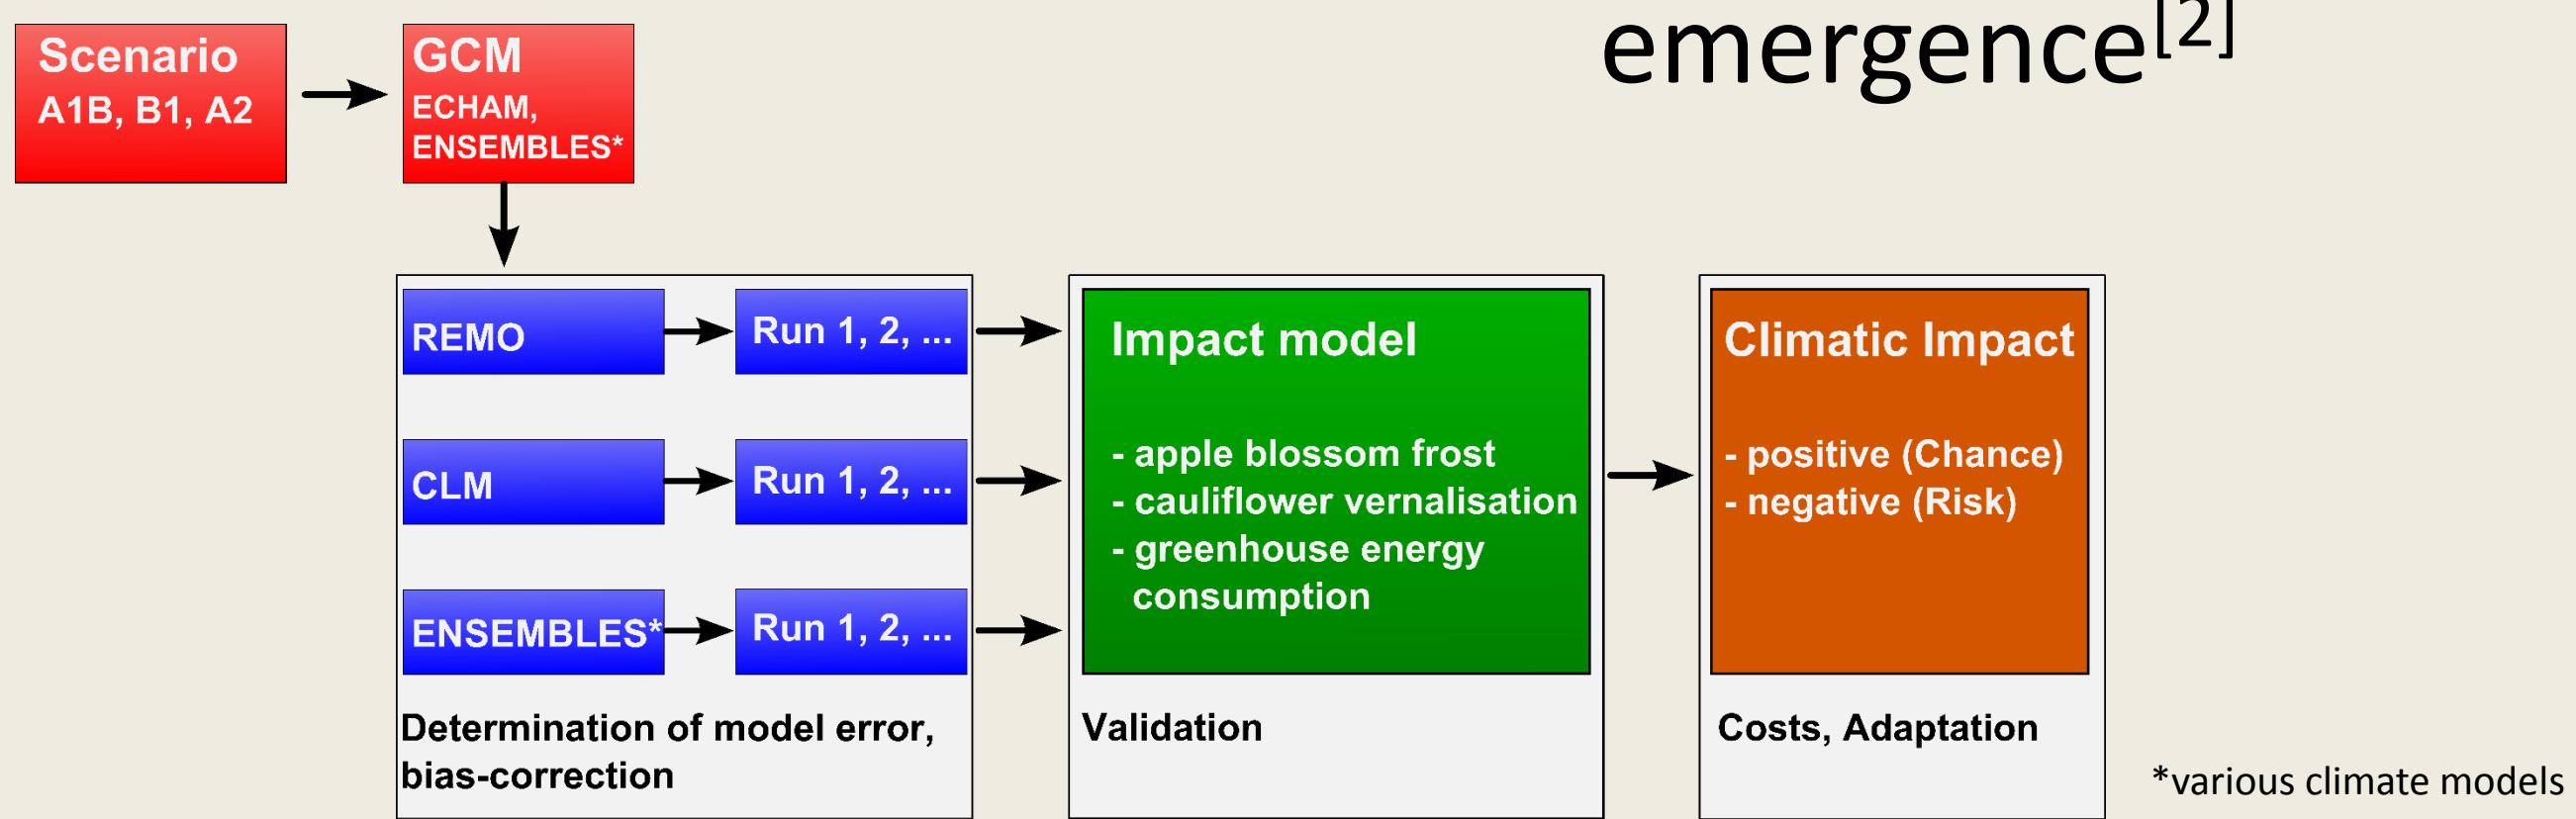 emergence[2]
Scenario
A1B, B1, A2
GCM
ECHAM,
ENSEMBLES*
REMO
Run 1, 2, ...
CLM
Run 1, 2, ...
ENSEMBLES*
Run 1, 2, ...
Determination of model error,
bias-correction
Impact model
- apple blossom frost
- cauliflower vernalisation
- greenhouse energy
consumption
Validation
Climatic Impact
- positive (Chance)
- negative (Risk)
Costs, Adaptation
*various climate models